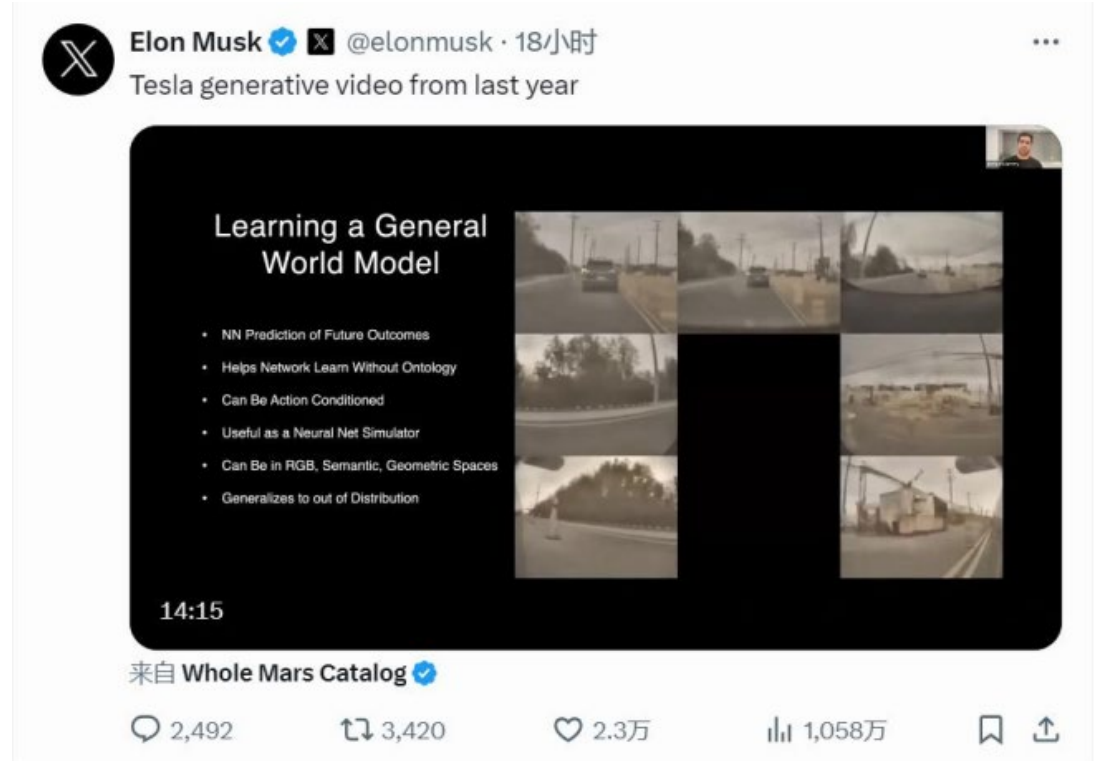 Elon Musk @elonmusk · 18小时
Tesla generative video from last year
Learning a General
World Model
• NN Prediction of Future Outcomes
• Helps Network Learn Without Ontology
• Can Be Action Conditioned
• Useful as a Neural Net Simulator
• Can Be in RGB, Semantic, Geometric Spaces
• Generalizes to out of Distribution
14:15
来自 Whole Mars Catalog
2,492 3,420 2.3万 1,058万